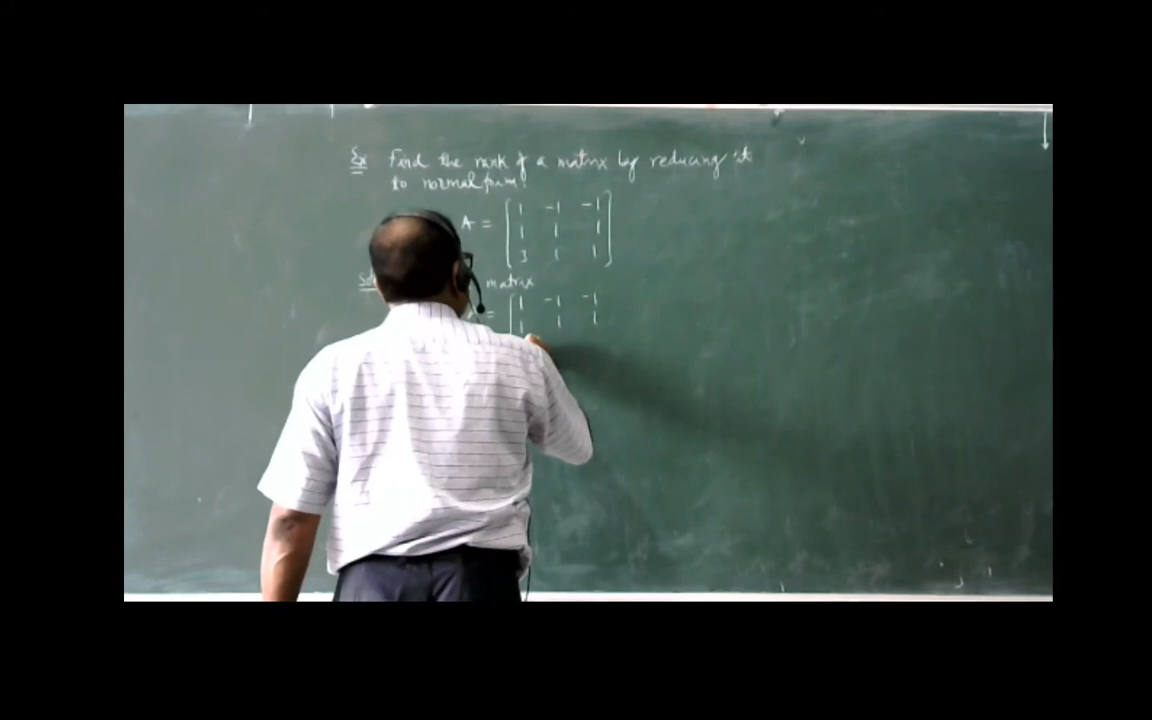 Ex Find the rank of a matrix by reducing it
to normal form.
A = [ 1 -1 -1
1 1 1
3 1 1 ]
matrix
= [ 1 -1 -1
1 1 1